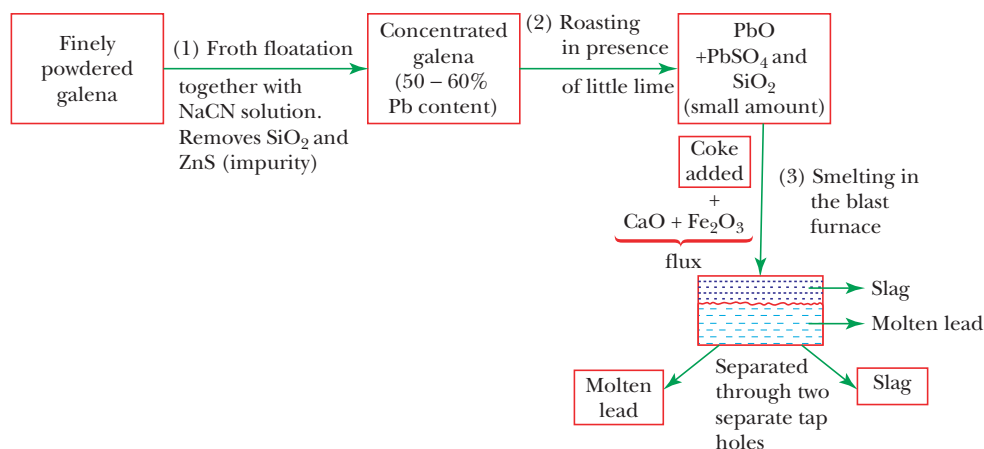 Finely
powdered
galena
(1) Froth floatation
together with
NaCN solution.
Removes SiO₂ and
ZnS (impurity)
Concentrated
galena
(50 – 60%
Pb content)
(2) Roasting
in presence
of little lime
PbO
+PbSO₄ and
SiO₂
(small amount)
Coke
added
+
CaO + Fe₂O₃
flux
(3) Smelting in
the blast
furnace
Slag
Molten lead
Molten
lead
Separated
through two
separate tap
holes
Slag